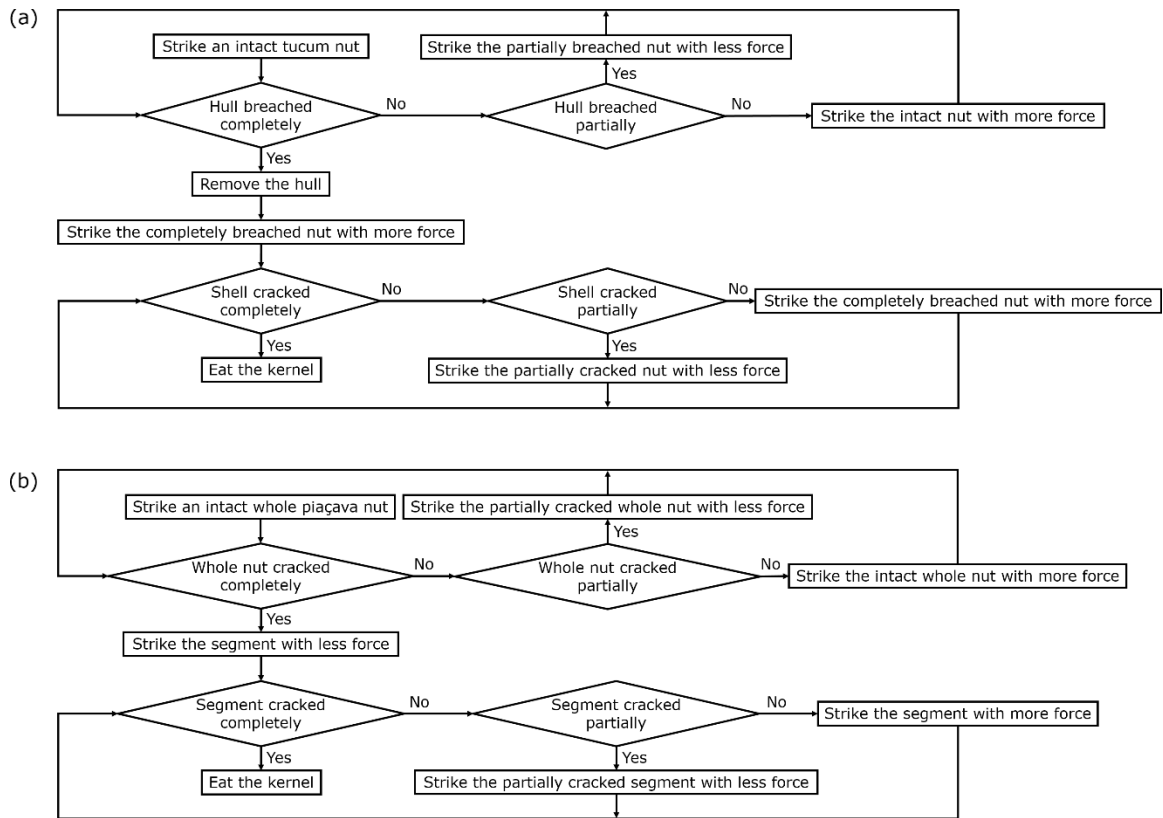 (a)
Strike an intact tucum nut
Strike the partially breached nut with less force
Yes
Hull breached
completely
No
Hull breached
partially
No
Strike the intact nut with more force
Yes
Remove the hull
Strike the completely breached nut with more force
Shell cracked
completely
No
Shell cracked
partially
No
Strike the completely breached nut with more force
Yes
Yes
Eat the kernel
Strike the partially cracked nut with less force
(b)
Strike an intact whole piaçava nut
Strike the partially cracked whole nut with less force
Yes
Whole nut cracked
completely
No
Whole nut cracked
partially
No
Strike the intact whole nut with more force
Yes
Strike the segment with less force
Segment cracked
completely
No
Segment cracked
partially
No
Strike the segment with more force
Yes
Yes
Eat the kernel
Strike the partially cracked segment with less force